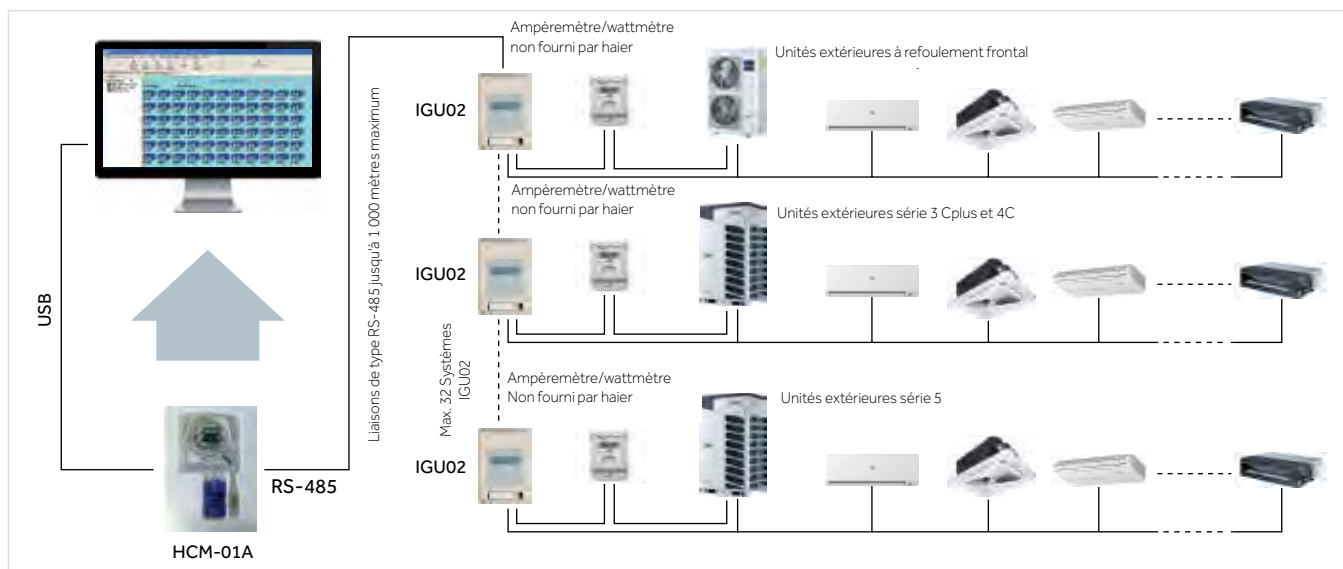 Ampèremètre/wattmètre
non fourni par haier
Unités extérieures à refoulement frontal
IGU02
Ampèremètre/wattmètre
non fourni par haier
Unités extérieures série 3 Cplus et 4C
IGU02
Liaisons de type RS-485 jusqu'à 1 000 mètres maximum
Max. 32 Systèmes
IGU02
USB
Ampèremètre/wattmètre
Non fourni par haier
Unités extérieures série 5
IGU02
RS-485
HCM-01A